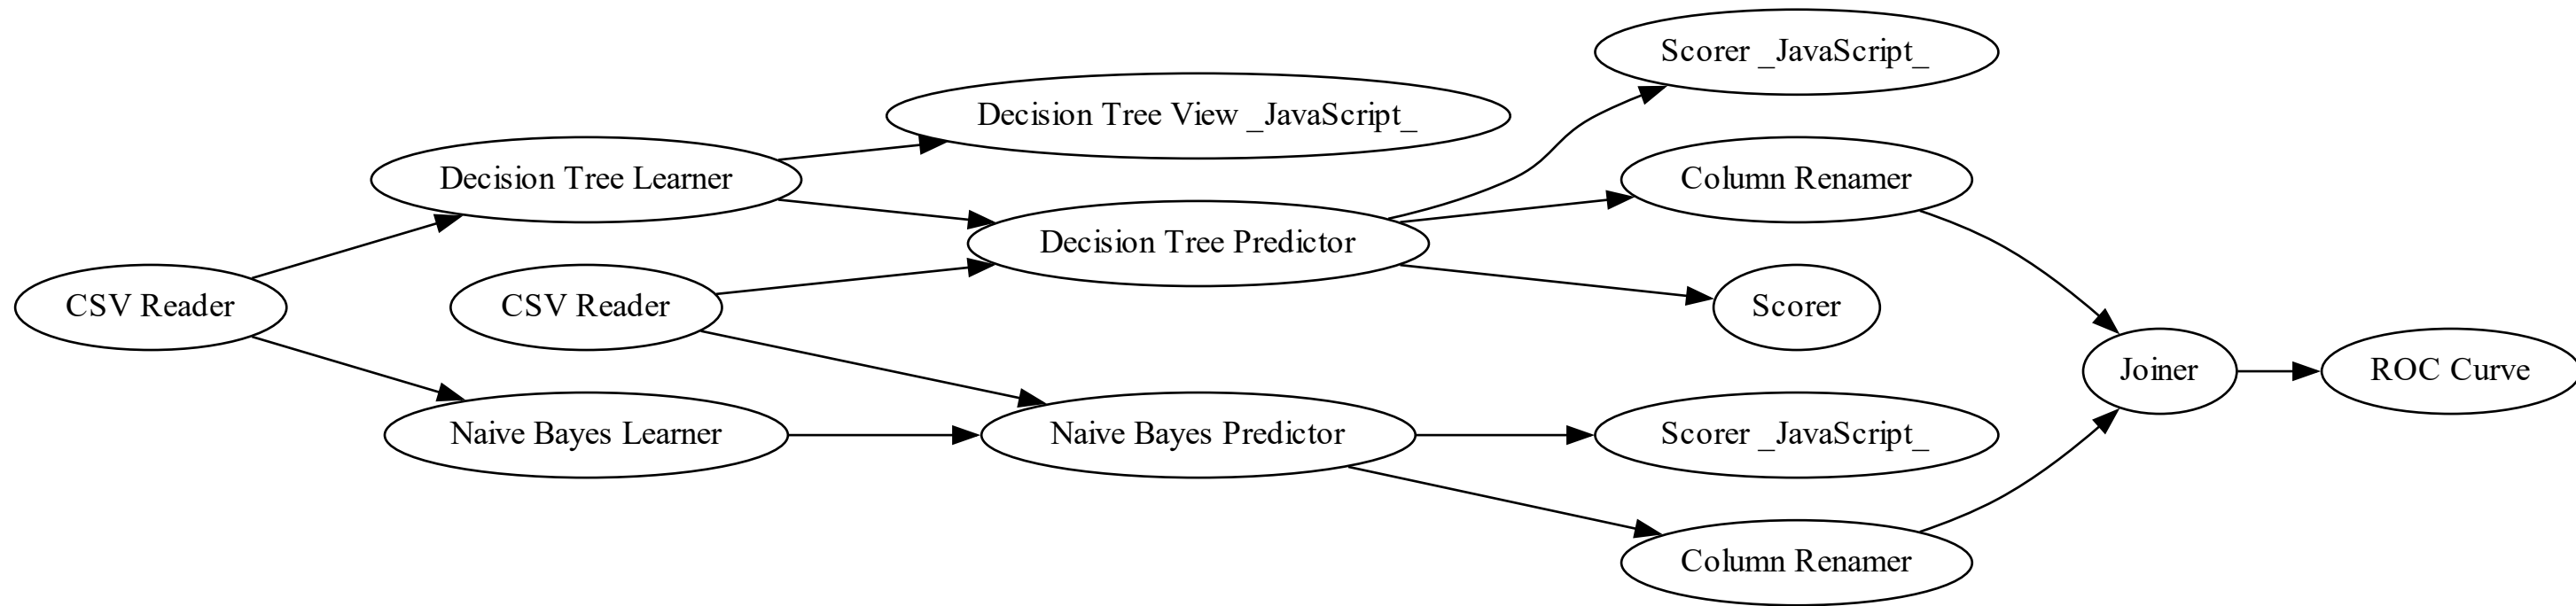 Scorer _JavaScript_
Decision Tree View _JavaScript_
Decision Tree Learner
Column Renamer
Decision Tree Predictor
CSV Reader
CSV Reader
Scorer
Joiner
ROC Curve
Naive Bayes Learner
Naive Bayes Predictor
Scorer _JavaScript_
Column Renamer